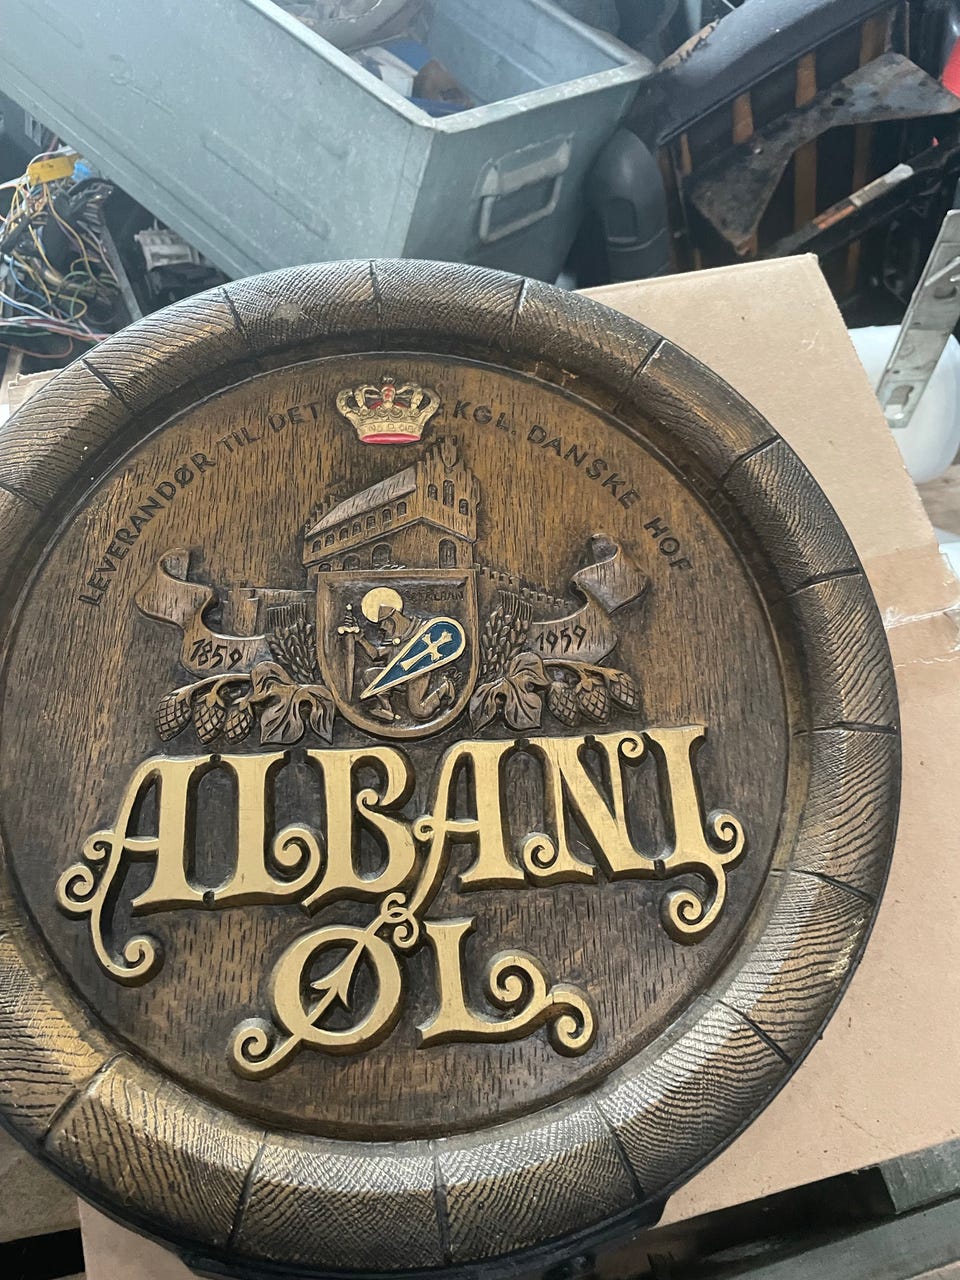 LEVERANDØR TIL DET KGL. DANSKE HOF
1859 1959
ALBANI
ØL